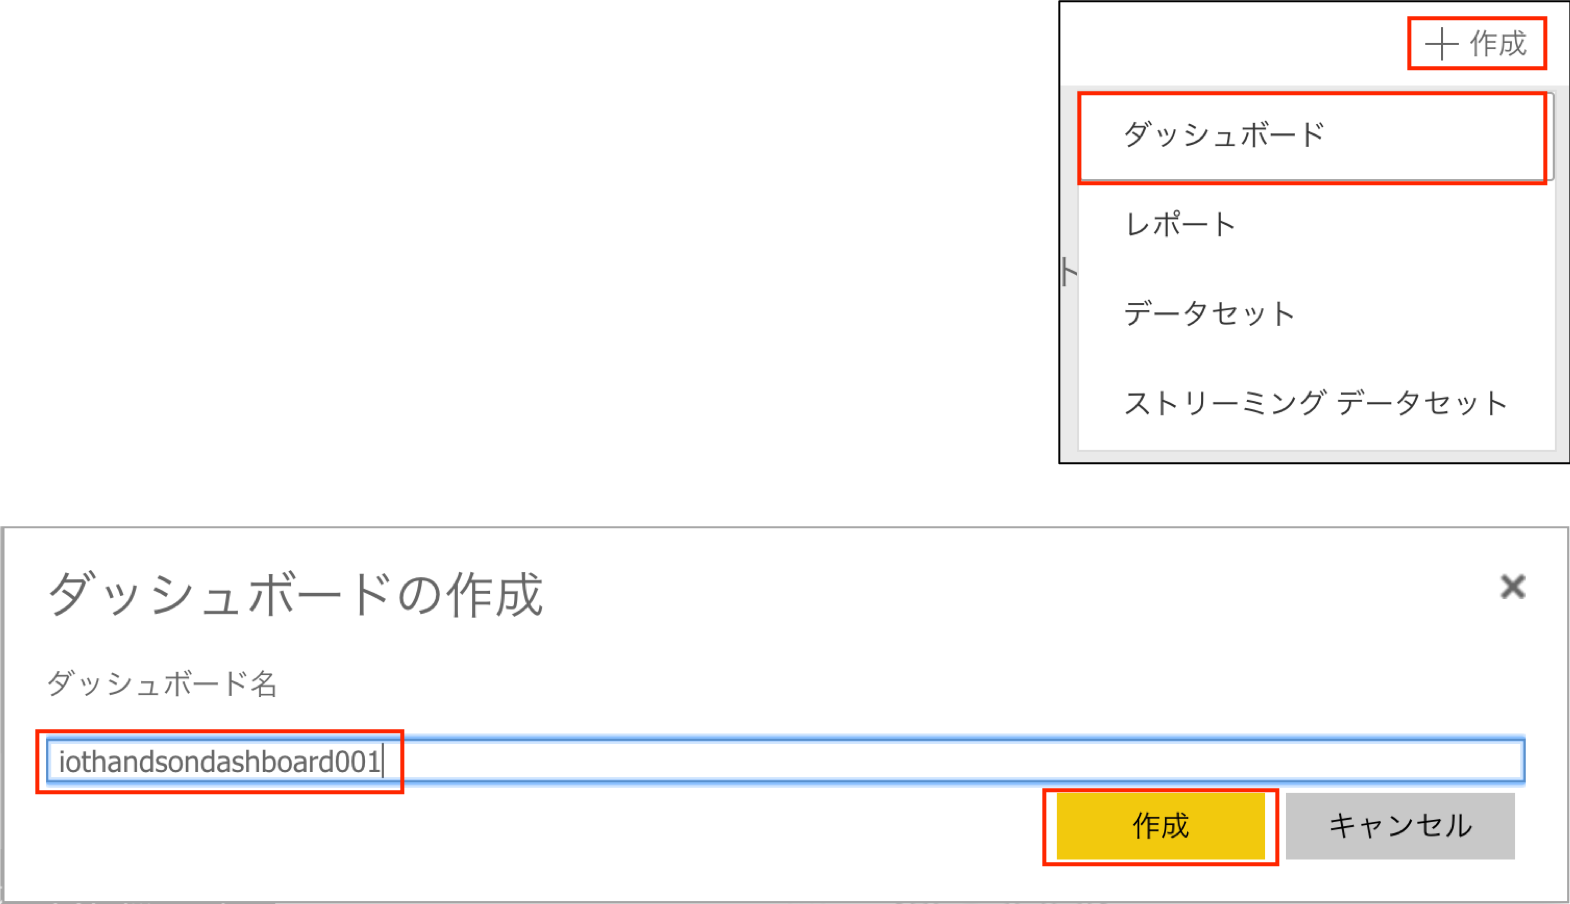 作成
ダッシュボード
レポート
ト
データセット
ストリーミング データセット
ダッシュボードの作成
ダッシュボード名
iothandsondashboard001
作成 キャンセル